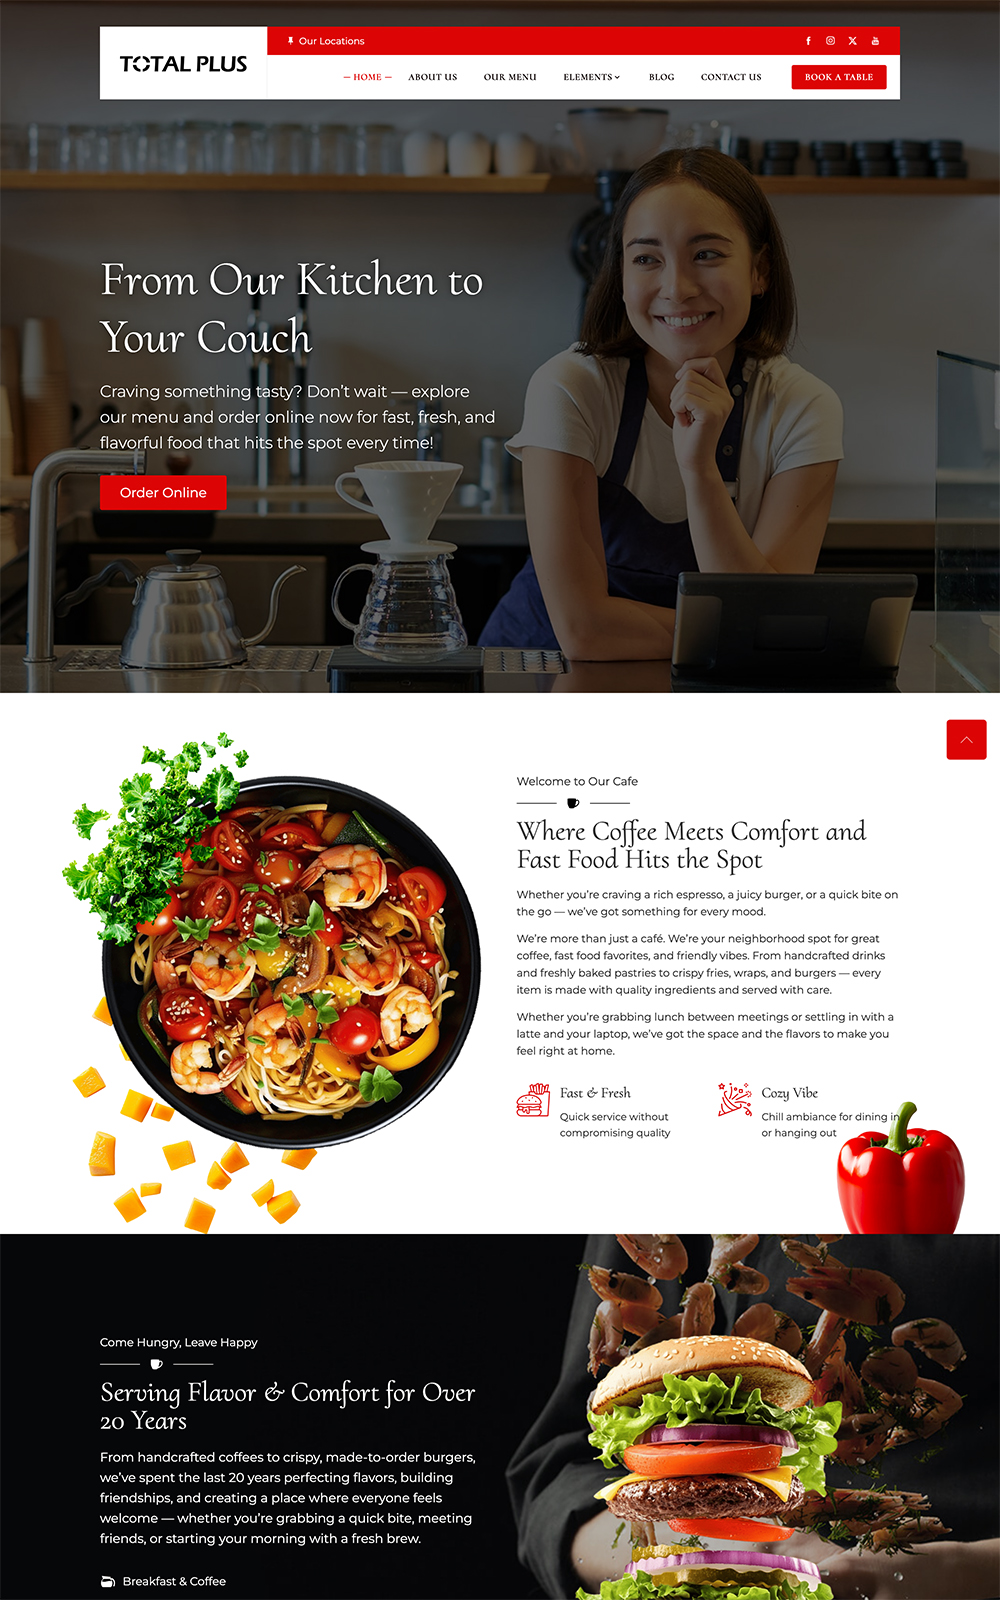 TOTAL PLUS
Our Locations
— HOME —
ABOUT US
OUR MENU
ELEMENTS
BLOG
CONTACT US
BOOK A TABLE
From Our Kitchen to
Your Couch
Craving something tasty? Don't wait — explore
our menu and order online now for fast, fresh, and
flavorful food that hits the spot every time!
Order Online
Welcome to Our Cafe
Where Coffee Meets Comfort and
Fast Food Hits the Spot
Whether you're craving a rich espresso, a juicy burger, or a quick bite on
the go — we've got something for every mood.
We're more than just a café. We're your neighborhood spot for great
coffee, fast food favorites, and friendly vibes. From handcrafted drinks
and freshly baked pastries to crispy fries, wraps, and burgers — every
item is made with quality ingredients and served with care.
Whether you're grabbing lunch between meetings or settling in with a
latte and your laptop, we've got the space and the flavors to make you
feel right at home.
Fast & Fresh
Quick service without
compromising quality
Cozy Vibe
Chill ambiance for dining in
or hanging out
Come Hungry, Leave Happy
Serving Flavor & Comfort for Over
20 Years
From handcrafted coffees to crispy, made-to-order burgers,
we've spent the last 20 years perfecting flavors, building
friendships, and creating a place where everyone feels
welcome — whether you're grabbing a quick bite, meeting
friends, or starting your morning with a fresh brew.
Breakfast & Coffee